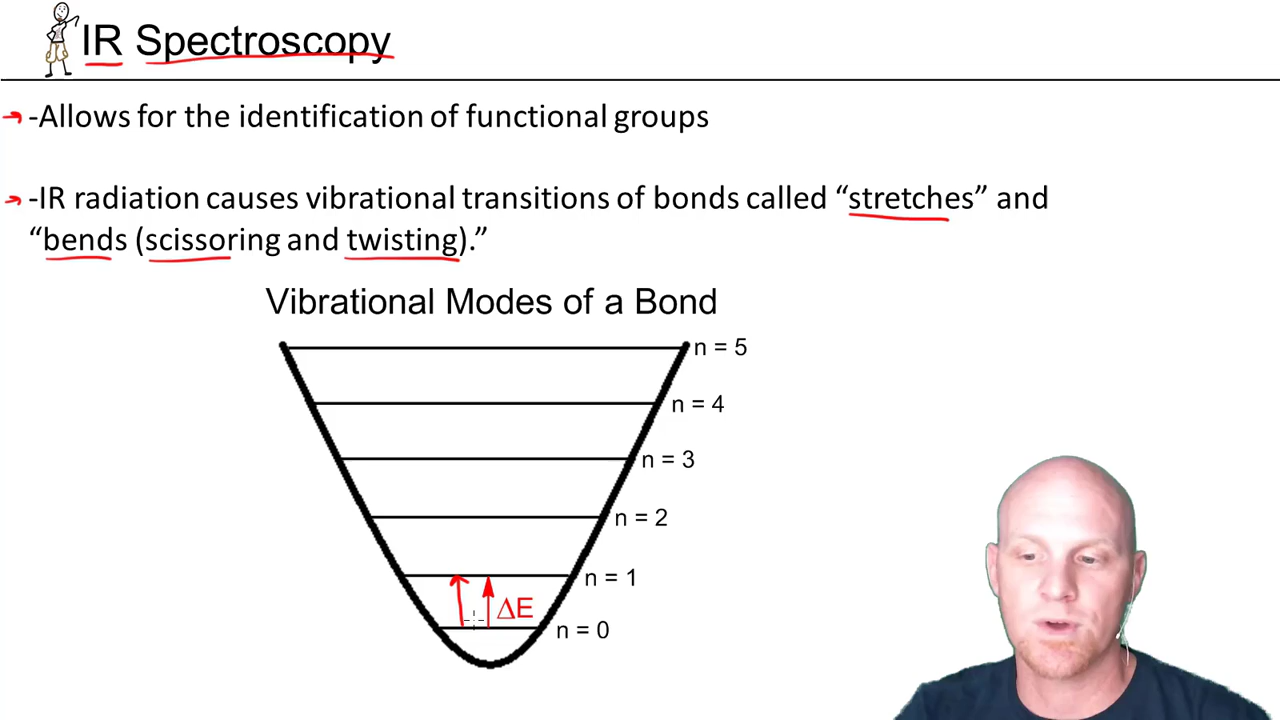 IR Spectroscopy
-Allows for the identification of functional groups
-IR radiation causes vibrational transitions of bonds called “stretches” and
“bends (scissoring and twisting).”
Vibrational Modes of a Bond
n = 5
n = 4
n = 3
n = 2
n = 1
ΔE
n = 0